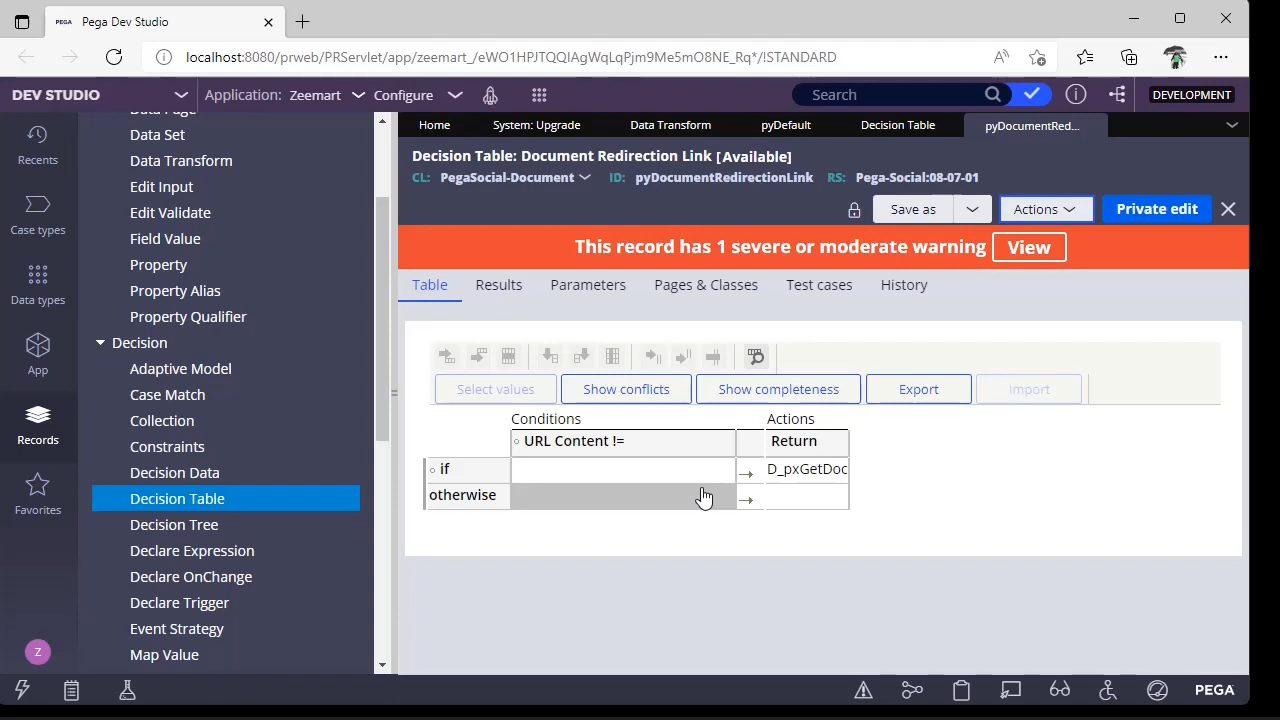 PEGA Pega Dev Studio
localhost:8080/prweb/PRServlet/app/zeemart_/eWO1HPJTQQIAgWqLqPjm9Me5mO8NE_Rq*/!STANDARD
DEV STUDIO Application: Zeemart Configure Search DEVELOPMENT
Recents
Case types
Data types
App
Records
Favorites
Z
Data Page
Data Set
Data Transform
Edit Input
Edit Validate
Field Value
Property
Property Alias
Property Qualifier
Decision
Adaptive Model
Case Match
Collection
Constraints
Decision Data
Decision Table
Decision Tree
Declare Expression
Declare OnChange
Declare Trigger
Event Strategy
Map Value
Home System: Upgrade Data Transform pyDefault Decision Table pyDocumentRed...
Decision Table: Document Redirection Link [Available]
CL: PegaSocial-Document ID: pyDocumentRedirectionLink RS: Pega-Social:08-07-01
Save as Actions Private edit
This record has 1 severe or moderate warning View
Table Results Parameters Pages & Classes Test cases History
Select values Show conflicts Show completeness Export Import
Conditions Actions
URL Content != Return
if D_pxGetDoc
otherwise
PEGA